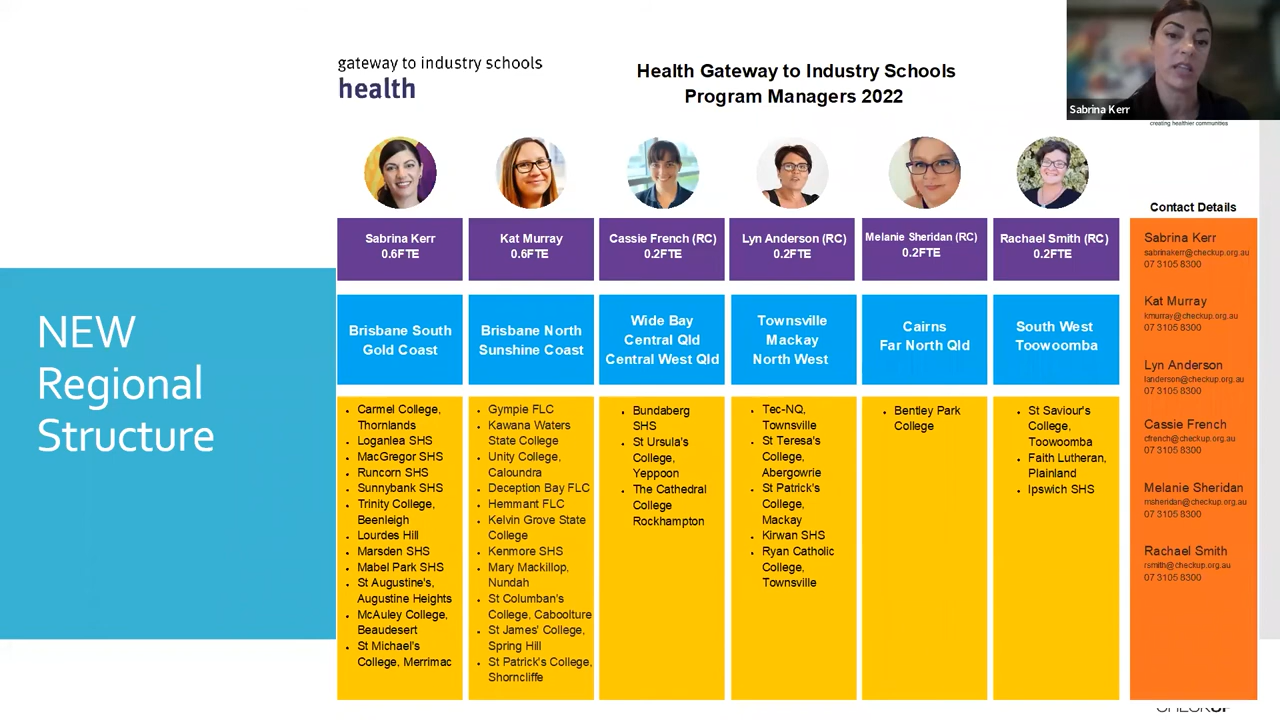 gateway to industry schools
health
Health Gateway to Industry Schools
Program Managers 2022
Sabrina Kerr
creating healthier communities
NEW
Regional
Structure
Sabrina Kerr
0.6FTE
Kat Murray
0.6FTE
Cassie French (RC)
0.2FTE
Lyn Anderson (RC)
0.2FTE
Melanie Sheridan (RC)
0.2FTE
Rachael Smith (RC)
0.2FTE
Brisbane South
Gold Coast
Brisbane North
Sunshine Coast
Wide Bay
Central Qld
Central West Qld
Townsville
Mackay
North West
Cairns
Far North Qld
South West
Toowoomba
• Carmel College,
Thornlands
• Loganlea SHS
• MacGregor SHS
• Runcorn SHS
• Sunnybank SHS
• Trinity College,
Beenleigh
• Lourdes Hill
• Marsden SHS
• Mabel Park SHS
• St Augustine's,
Augustine Heights
• McAuley College,
Beaudesert
• St Michael's
College, Merrimac
• Gympie FLC
• Kawana Waters
State College
• Unity College,
Caloundra
• Deception Bay FLC
• Hemmant FLC
• Kelvin Grove State
College
• Kenmore SHS
• Mary Mackillop,
Nundah
• St Columban's
College, Caboolture
• St James' College,
Spring Hill
• St Patrick's College,
Shorncliffe
• Bundaberg
SHS
• St Ursula's
College,
Yeppoon
• The Cathedral
College
Rockhampton
• Tec-NQ,
Townsville
• St Teresa's
College,
Abergowrie
• St Patrick's
College,
Mackay
• Kirwan SHS
• Ryan Catholic
College,
Townsville
• Bentley Park
College
• St Saviour's
College,
Toowoomba
• Faith Lutheran,
Plainland
• Ipswich SHS
Contact Details
Sabrina Kerr
sabrinakerr@checkup.org.au
07 3105 8300
Kat Murray
kmurray@checkup.org.au
07 3105 8300
Lyn Anderson
landerson@checkup.org.au
07 3105 8300
Cassie French
cfrench@checkup.org.au
07 3105 8300
Melanie Sheridan
msheridan@checkup.org.au
07 3105 8300
Rachael Smith
rsmith@checkup.org.au
07 3105 8300
CHECKUP